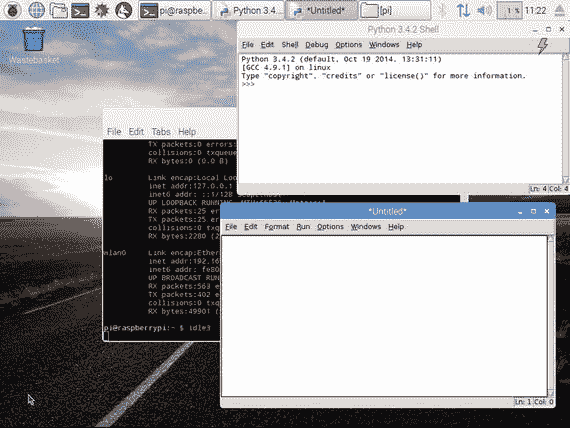 pi@raspbe...
Python 3.4...
*Untitled*
[pi]
1 %
11:22
Wastebasket
Python 3.4.2 Shell
File Edit Shell Debug Options Windows Help
Python 3.4.2 (default, Oct 19 2014, 13:31:11)
[GCC 4.9.1] on linux
Type "copyright", "credits" or "license()" for more information.
>>>
Ln: 4 Col: 4
File Edit Tabs Help
TX packets:0 errors:
collisions:0 txqueue
RX bytes:0 (0.0 B)
lo Link encap:Local Loo
inet addr:127.0.0.1
inet6 addr: ::1/128
UP LOOPBACK RUNNING
RX packets:25 err
TX packets:25 err
collisions:0 txq
RX bytes:2280 (2
wlan0 Link encap:Ether
inet addr:192.16
inet6 addr: fe80
UP BROADCAST RUN
RX packets:563 e
TX packets:402 e
collisions:0 txq
RX bytes:49901 (
pi@raspberrypi:~ $ idle3
*Untitled*
File Edit Format Run Options Windows Help
Ln: 1 Col: 0